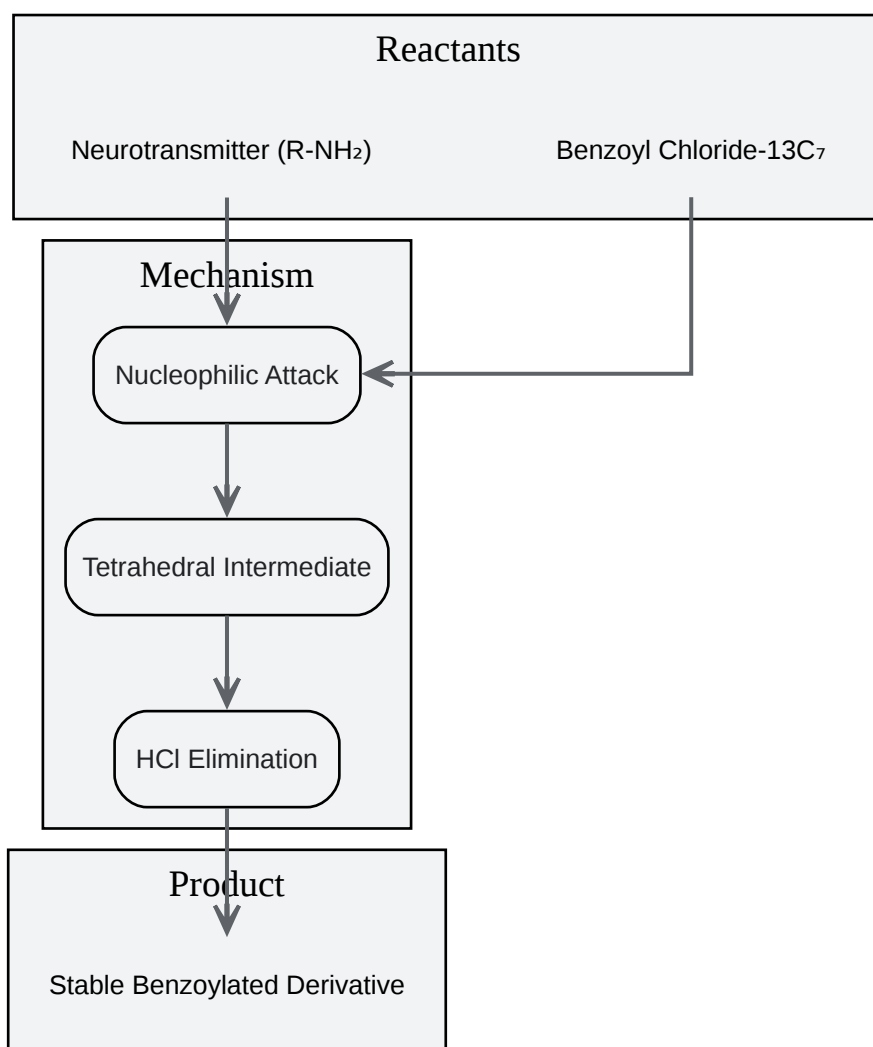 Reactants
Neurotransmitter (R-NH₂)
Benzoyl Chloride-13C₇
Mechanism
Nucleophilic Attack
Tetrahedral Intermediate
HCl Elimination
Product
Stable Benzoylated Derivative